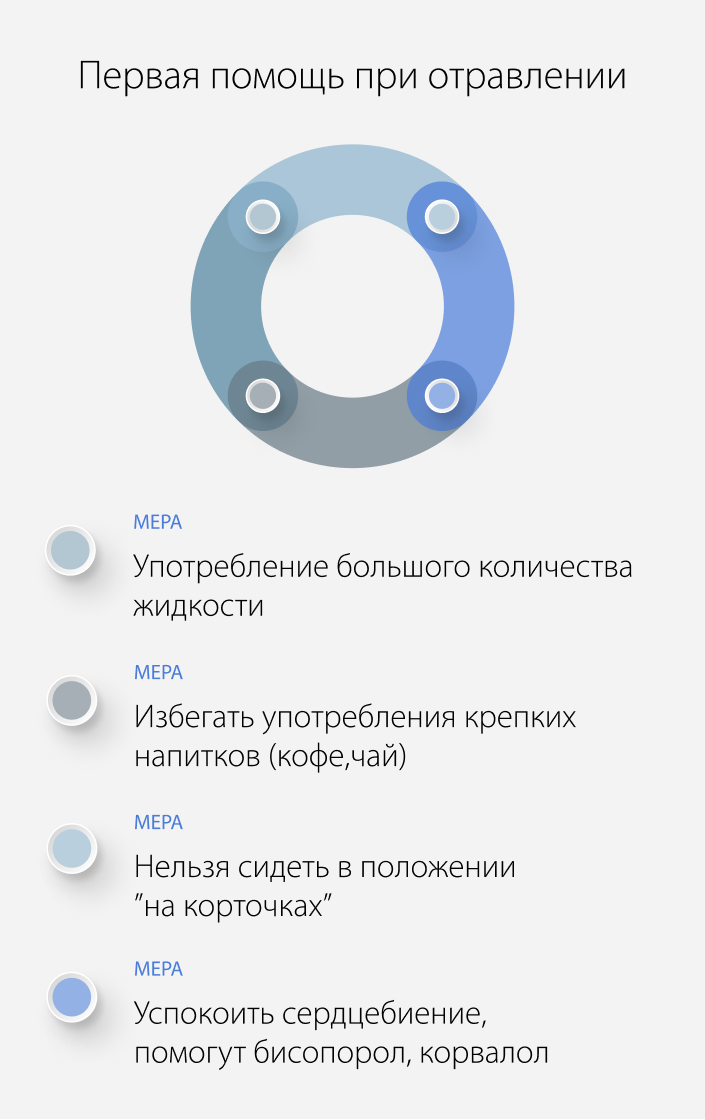 Первая помощь при отравлении
МЕРА
Употребление большого количества
жидкости
МЕРА
Избегать употребления крепких
напитков (кофе,чай)
МЕРА
Нельзя сидеть в положении
”на корточках”
МЕРА
Успокоить сердцебиение,
помогут бисопорол, корвалол